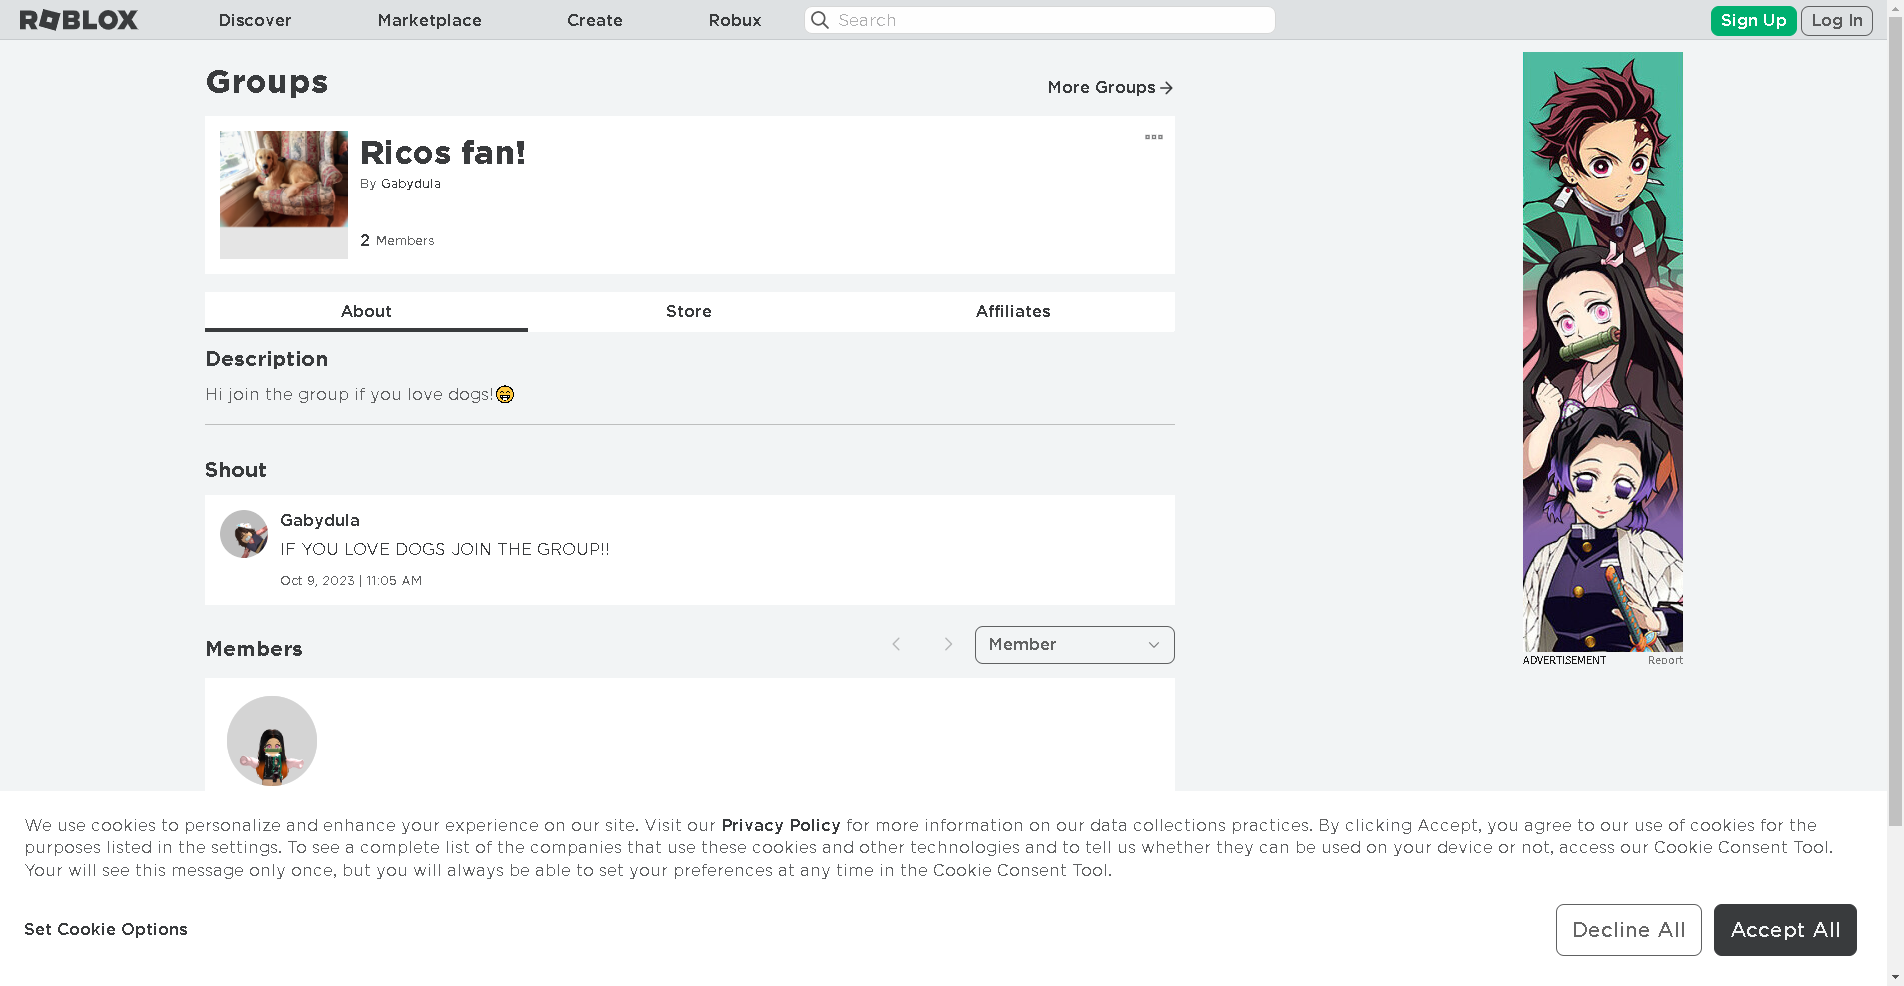 ROBLOX Discover Marketplace Create Robux Search Sign Up Log In
Groups
More Groups
Ricos fan!
By Gabydula
2 Members
About Store Affiliates
Description
Hi join the group if you love dogs!😁
Shout
Gabydula
IF YOU LOVE DOGS JOIN THE GROUP!!
Oct 9, 2023 | 11:05 AM
Members
Member
ADVERTISEMENT Report
We use cookies to personalize and enhance your experience on our site. Visit our Privacy Policy for more information on our data collections practices. By clicking Accept, you agree to our use of cookies for the
purposes listed in the settings. To see a complete list of the companies that use these cookies and other technologies and to tell us whether they can be used on your device or not, access our Cookie Consent Tool.
Your will see this message only once, but you will always be able to set your preferences at any time in the Cookie Consent Tool.
Set Cookie Options
Decline All
Accept All